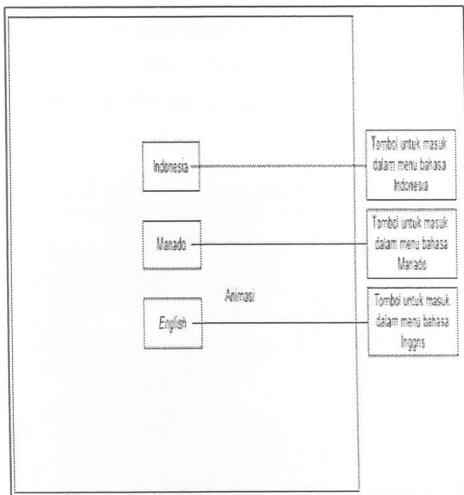 Indonesia
Tombol untuk masuk
dalam menu bahasa
Indonesia
Manado
Tombol untuk masuk
dalam menu bahasa
Manado
Animasi
English
Tombol untuk masuk
dalam menu bahasa
Inggris